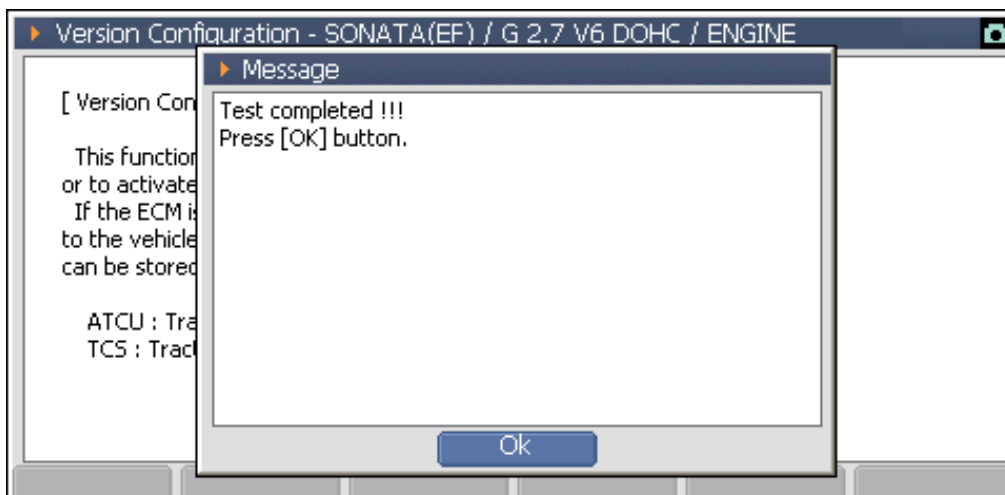 Version Configuration - SONATA(EF) / G 2.7 V6 DOHC / ENGINE
Message
[ Version Con
Test completed !!!
Press [OK] button.
This function
or to activate
If the ECM is
to the vehicle
can be stored
ATCU : Tra
TCS : Tract
Ok